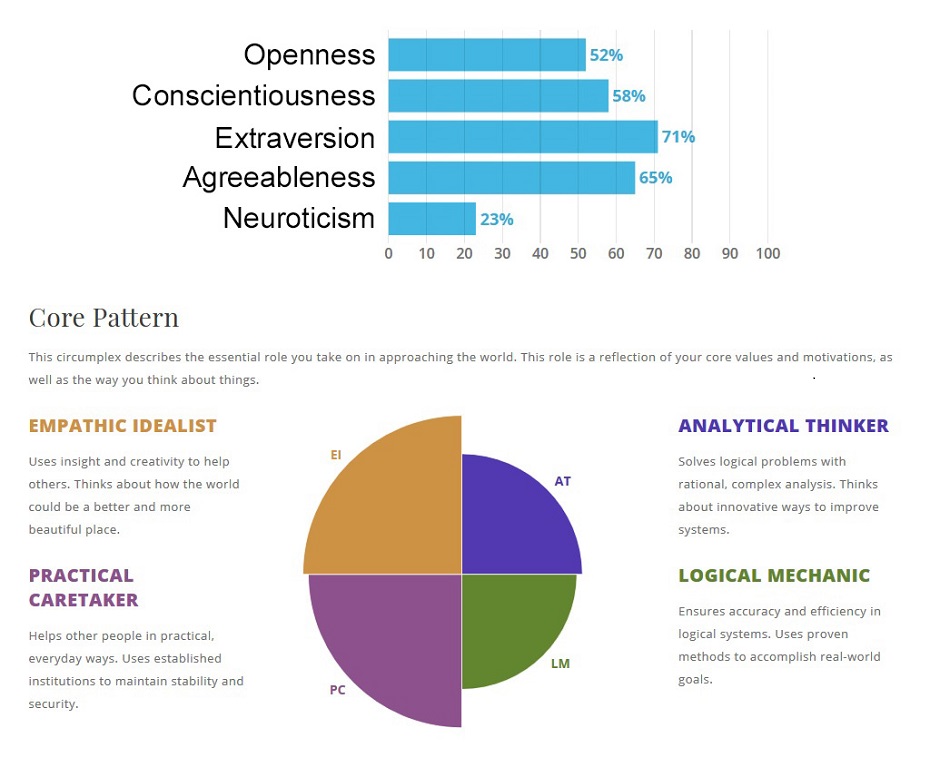 Openness 52%
Conscientiousness 58%
Extraversion 71%
Agreeableness 65%
Neuroticism 23%
0 10 20 30 40 50 60 70 80 90 100
Core Pattern
This circumplex describes the essential role you take on in approaching the world. This role is a reflection of your core values and motivations, as
well as the way you think about things.
EMPATHIC IDEALIST
Uses insight and creativity to help
others. Thinks about how the world
could be a better and more
beautiful place.
PRACTICAL
CARETAKER
Helps other people in practical,
everyday ways. Uses established
institutions to maintain stability and
security.
EI
AT
PC
LM
ANALYTICAL THINKER
Solves logical problems with
rational, complex analysis. Thinks
about innovative ways to improve
systems.
LOGICAL MECHANIC
Ensures accuracy and efficiency in
logical systems. Uses proven
methods to accomplish real-world
goals.